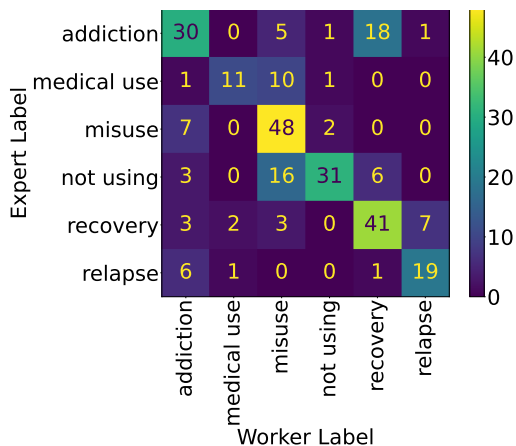 addiction 30 0 5 1 18 1
medical use 1 11 10 1 0 0
misuse 7 0 48 2 0 0
not using 3 0 16 31 6 0
recovery 3 2 3 0 41 7
relapse 6 1 0 0 1 19
Expert Label
addiction
medical use
misuse
not using
recovery
relapse
Worker Label
40
30
20
10
0